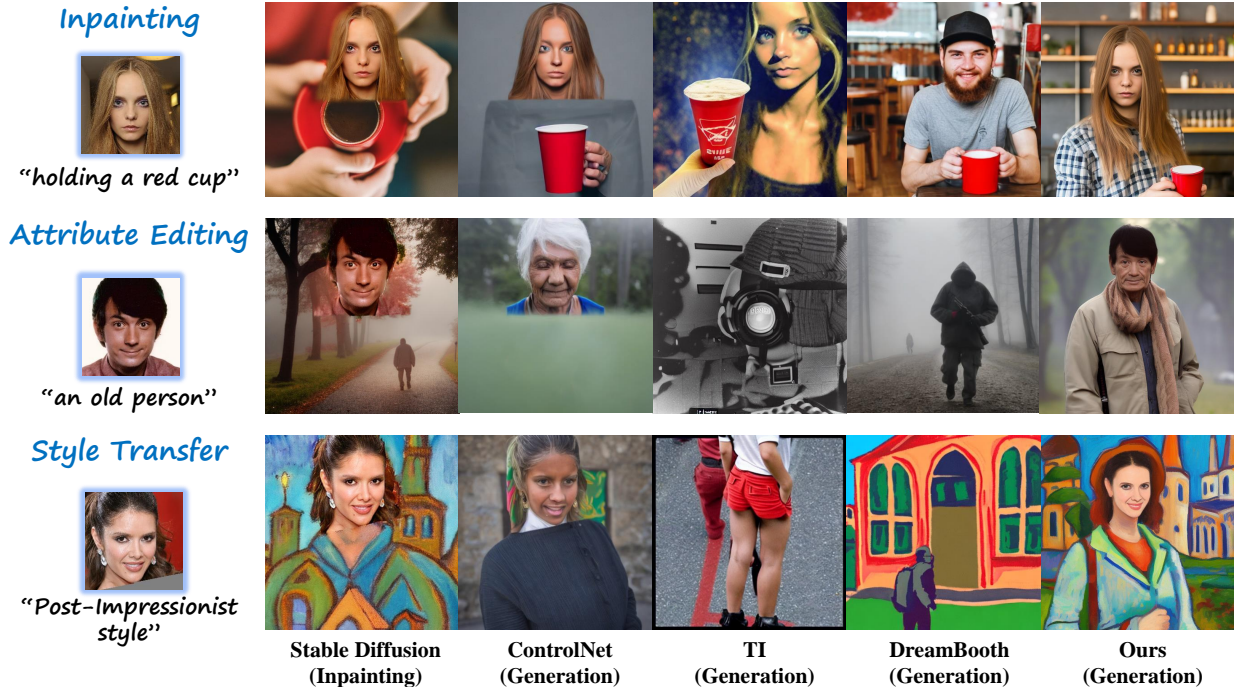 Inpainting
“holding a red cup”
Attribute Editing
“an old person”
Style Transfer
“Post-Impressionist
style”
Stable Diffusion
(Inpainting)
ControlNet
(Generation)
TI
(Generation)
DreamBooth
(Generation)
Ours
(Generation)